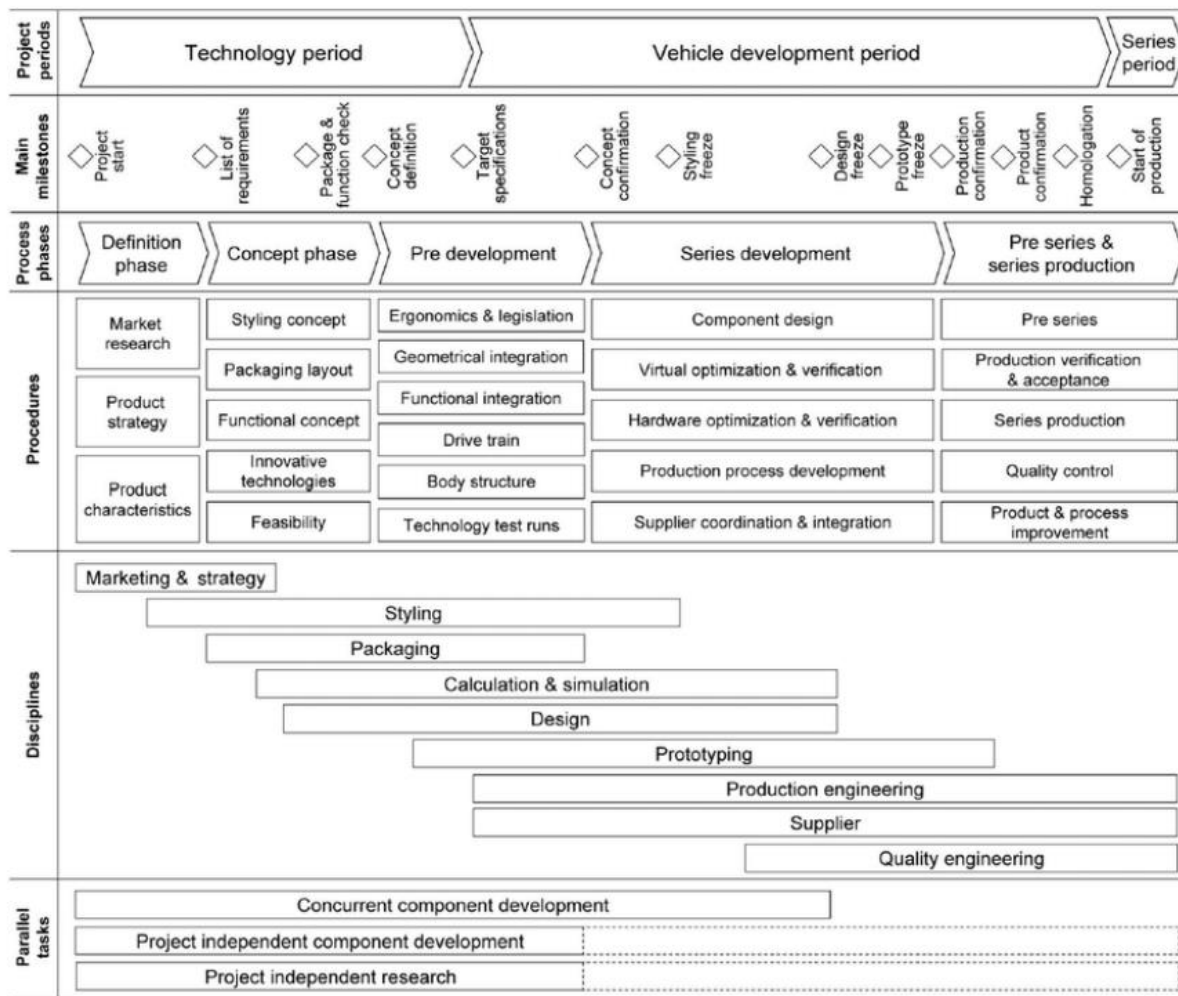 Project
periods
Technology period
Vehicle development period
Series
period
Main
milestones
Project
start
List of
requirements
Package &
function check
Concept
definition
Target
specifications
Concept
confirmation
Styling
freeze
Design
freeze
Prototype
freeze
Production
confirmation
Product
confirmation
Homologation
Start of
production
Process
phases
Definition
phase
Concept phase
Pre development
Series development
Pre series &
series production
Procedures
Market
research
Product
strategy
Product
characteristics
Styling concept
Packaging layout
Functional concept
Innovative
technologies
Feasibility
Ergonomics & legislation
Geometrical integration
Functional integration
Drive train
Body structure
Technology test runs
Component design
Virtual optimization & verification
Hardware optimization & verification
Production process development
Supplier coordination & integration
Pre series
Production verification
& acceptance
Series production
Quality control
Product & process
improvement
Disciplines
Marketing & strategy
Styling
Packaging
Calculation & simulation
Design
Prototyping
Production engineering
Supplier
Quality engineering
Parallel
tasks
Concurrent component development
Project independent component development
Project independent research